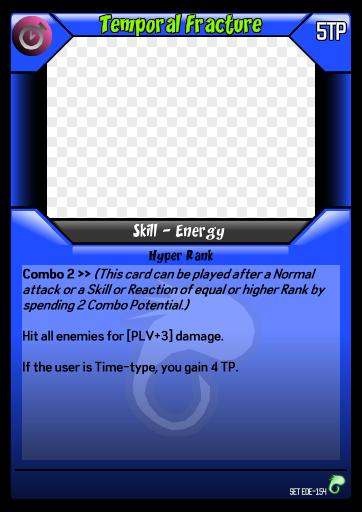 Temporal Fracture
5TP
Skill - Energy
Hyper Rank
Combo 2 >> (This card can be played after a Normal
attack or a Skill or Reaction of equal or higher Rank by
spending 2 Combo Potential.)
Hit all enemies for [PLV+3] damage.
If the user is Time-type, you gain 4 TP.
SET EOE-154